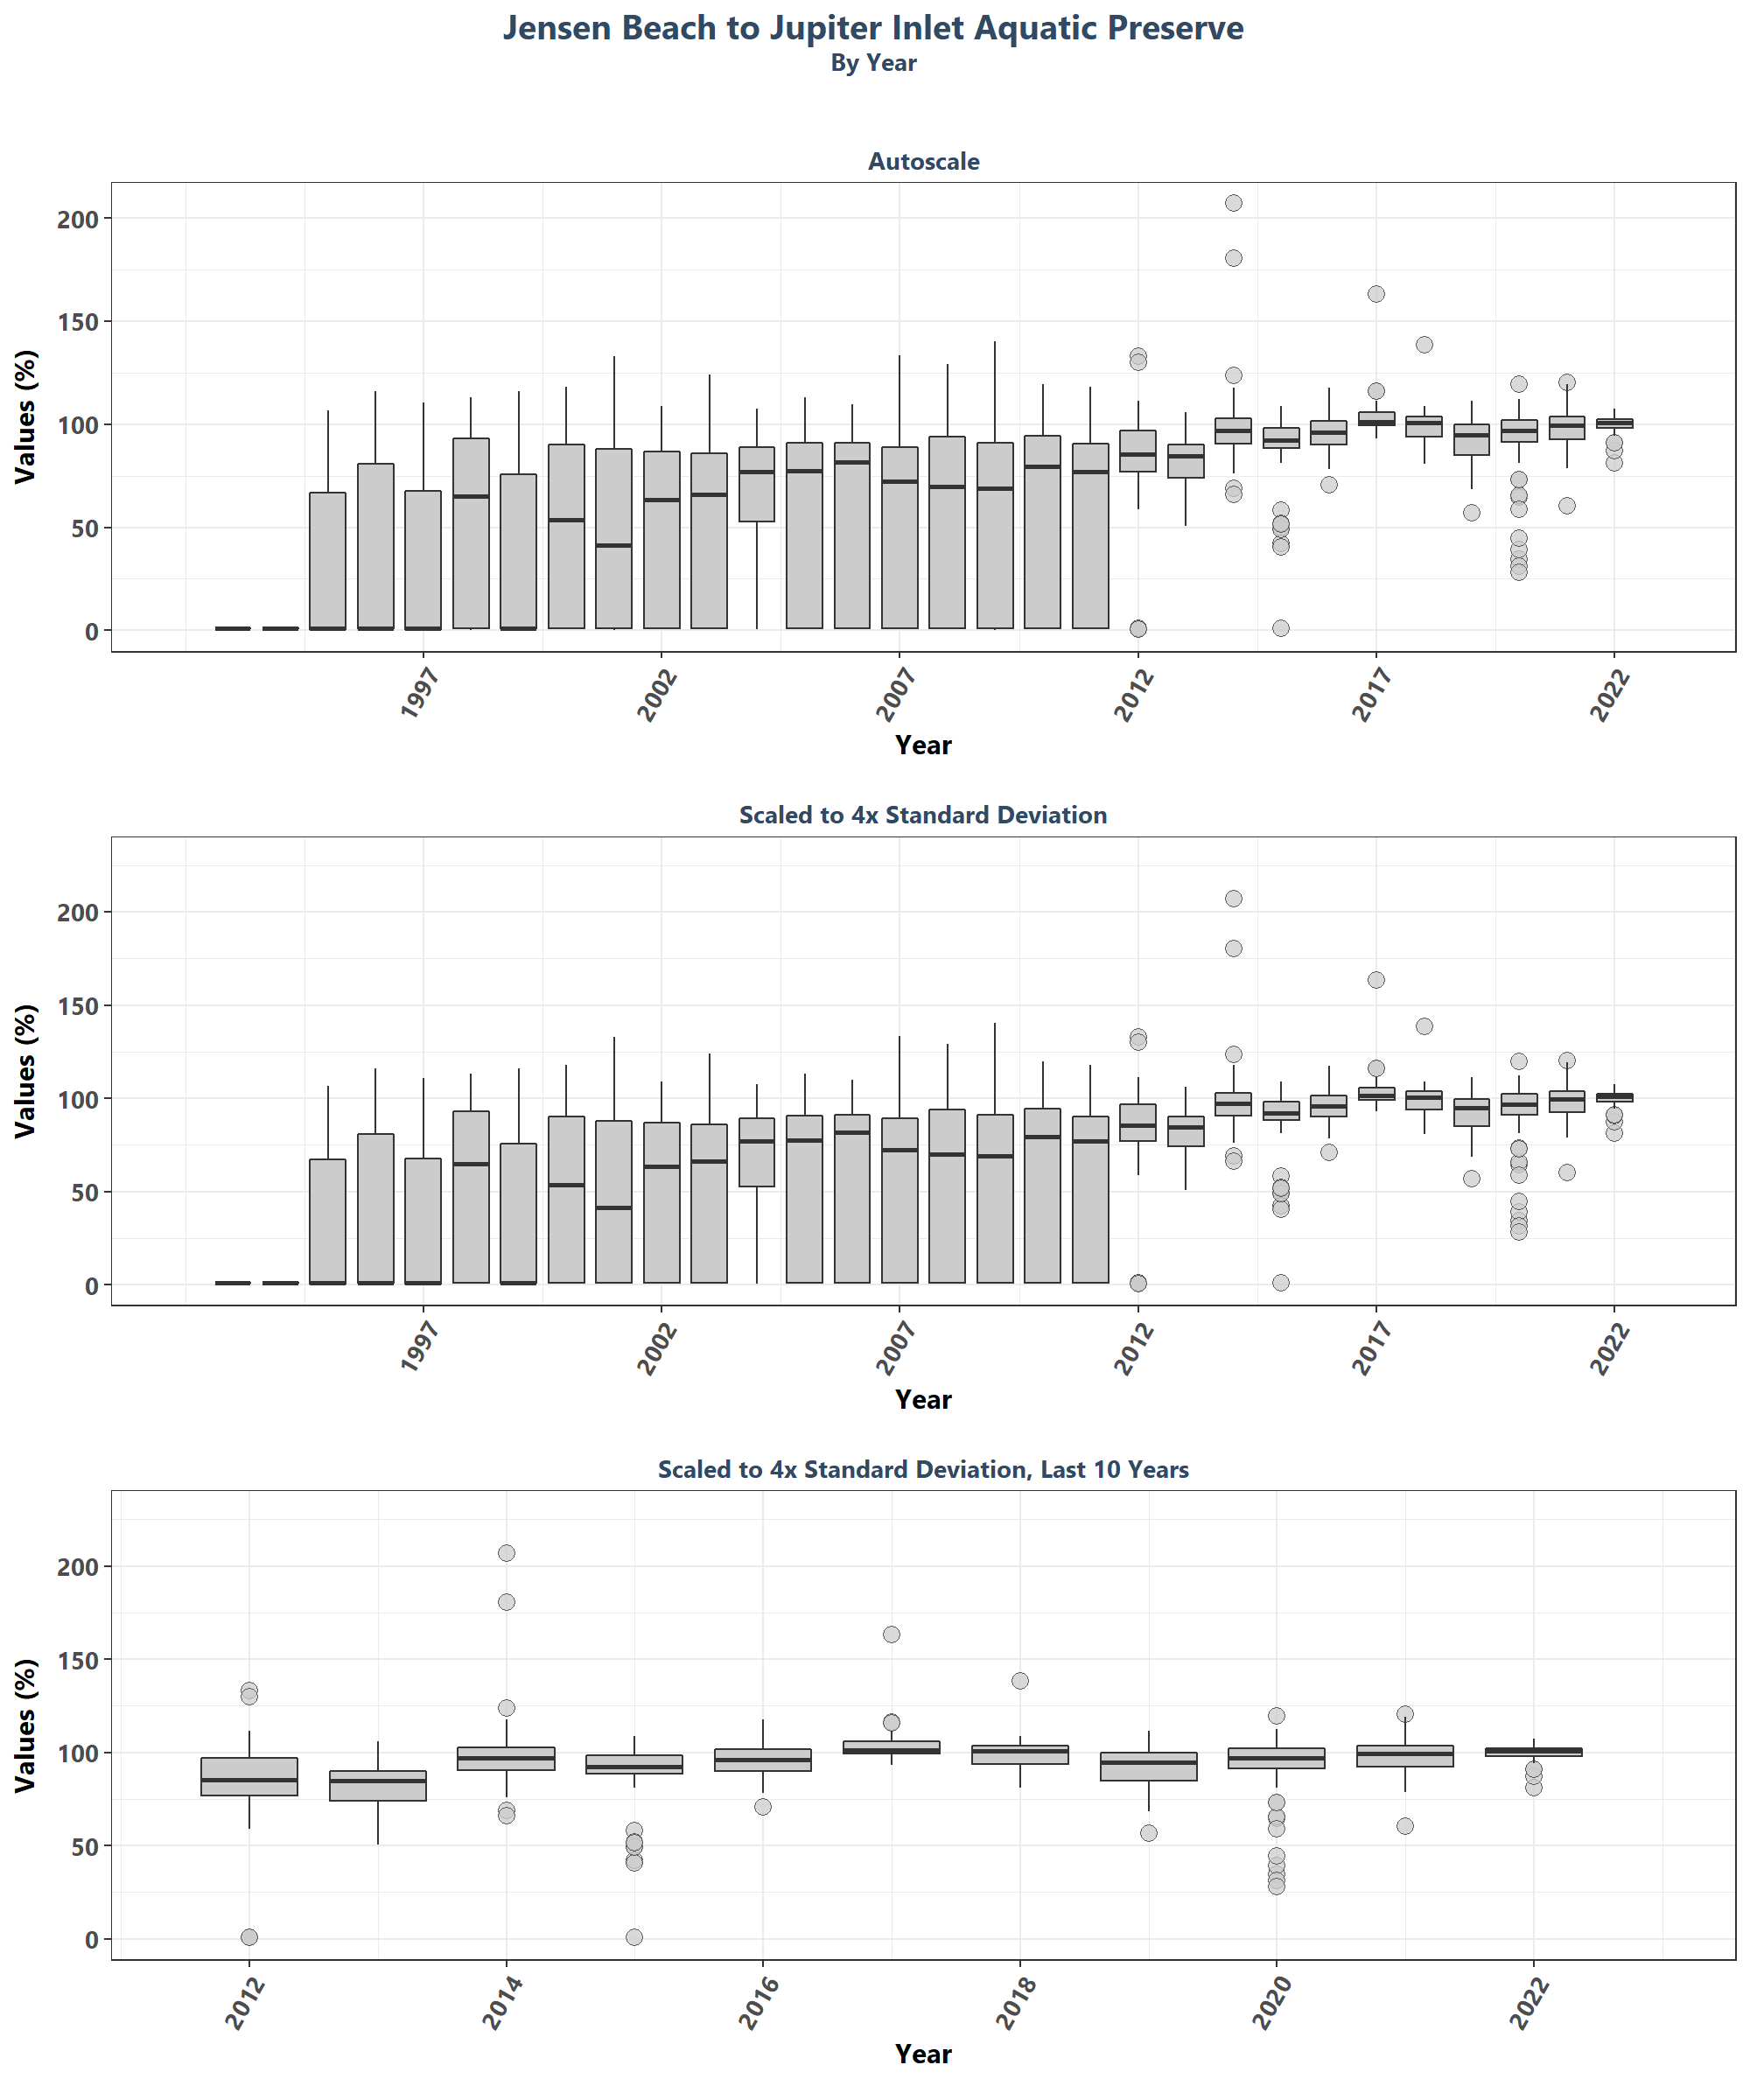 Jensen Beach to Jupiter Inlet Aquatic Preserve
By Year
Autoscale
Values (%)
200
150
100
50
0
1997 2002 2007 2012 2017 2022
Year
Scaled to 4x Standard Deviation
Values (%)
200
150
100
50
0
1997 2002 2007 2012 2017 2022
Year
Scaled to 4x Standard Deviation, Last 10 Years
Values (%)
200
150
100
50
0
2012 2014 2016 2018 2020 2022
Year